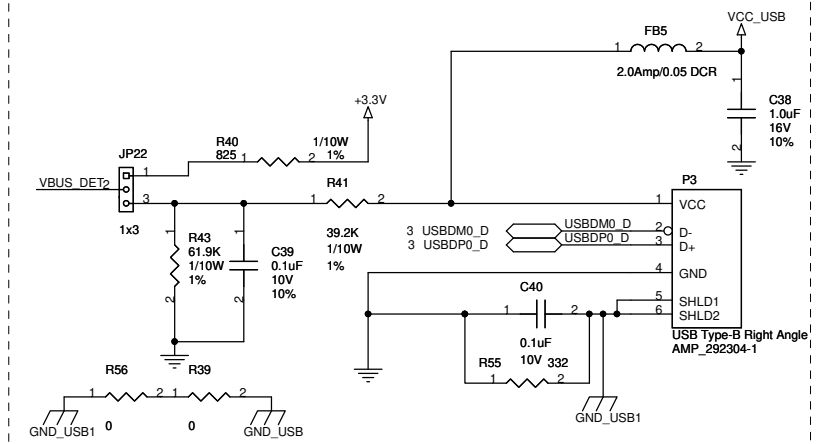 VCC_USB
FB5
1 2
2.0Amp/0.05 DCR
1
C38
1.0uF
16V
10%
2
+3.3V
R40
825 1 2
1/10W
1%
JP22
1
VBUS_DET 2
3
1x3
R41
1 2
39.2K
1/10W
1%
1
R43
61.9K
1/10W
1%
2
1
C39
0.1uF
10V
10%
2
P3
1 VCC
3 USBDM0_D USBDM0_D 2 D-
3 USBDP0_D USBDP0_D 3 D+
4 GND
5 SHLD1
6 SHLD2
USB Type-B Right Angle
AMP_292304-1
C40
1 2
0.1uF
10V
R55 332
1 2
GND_USB1
R56 R39
1 2 1 2
GND_USB1 0 0 GND_USB